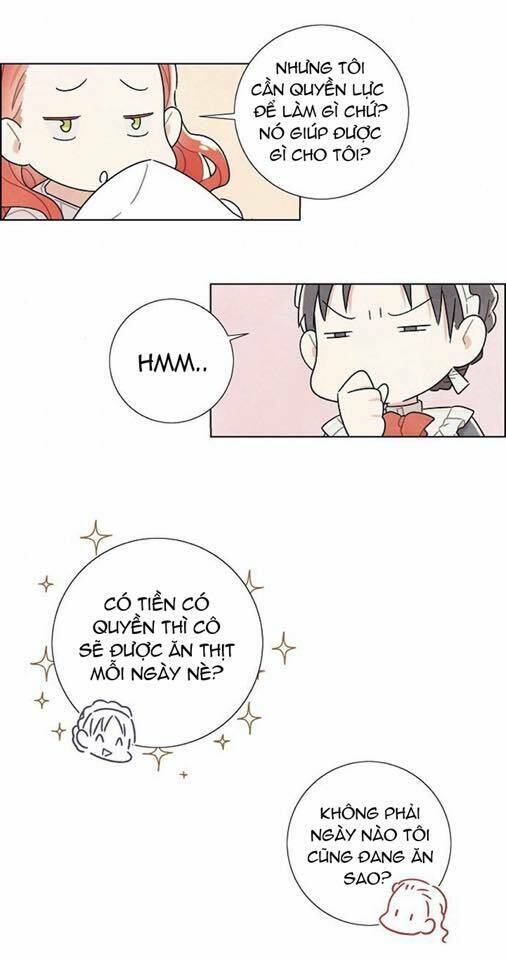 NHƯNG TÔI
CẦN QUYỀN LỰC
ĐỂ LÀM GÌ CHỨ?
NÓ GIÚP ĐƯỢC
GÌ CHO TÔI?
HMM..
CÓ TIỀN CÓ
QUYỀN THÌ CÔ
SẼ ĐƯỢC ĂN THỊT
MỖI NGÀY NÈ?
KHÔNG PHẢI
NGÀY NÀO TÔI
CŨNG ĐANG ĂN
SAO?